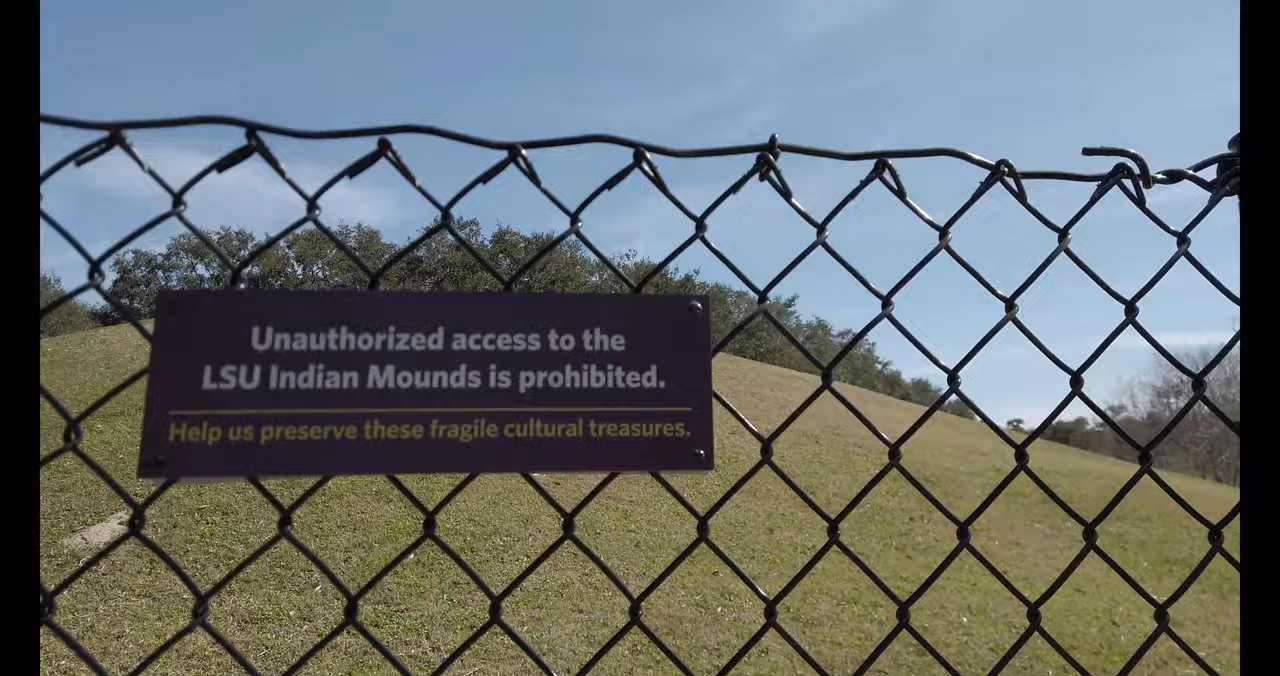 Unauthorized access to the
LSU Indian Mounds is prohibited.
Help us preserve these fragile cultural treasures.